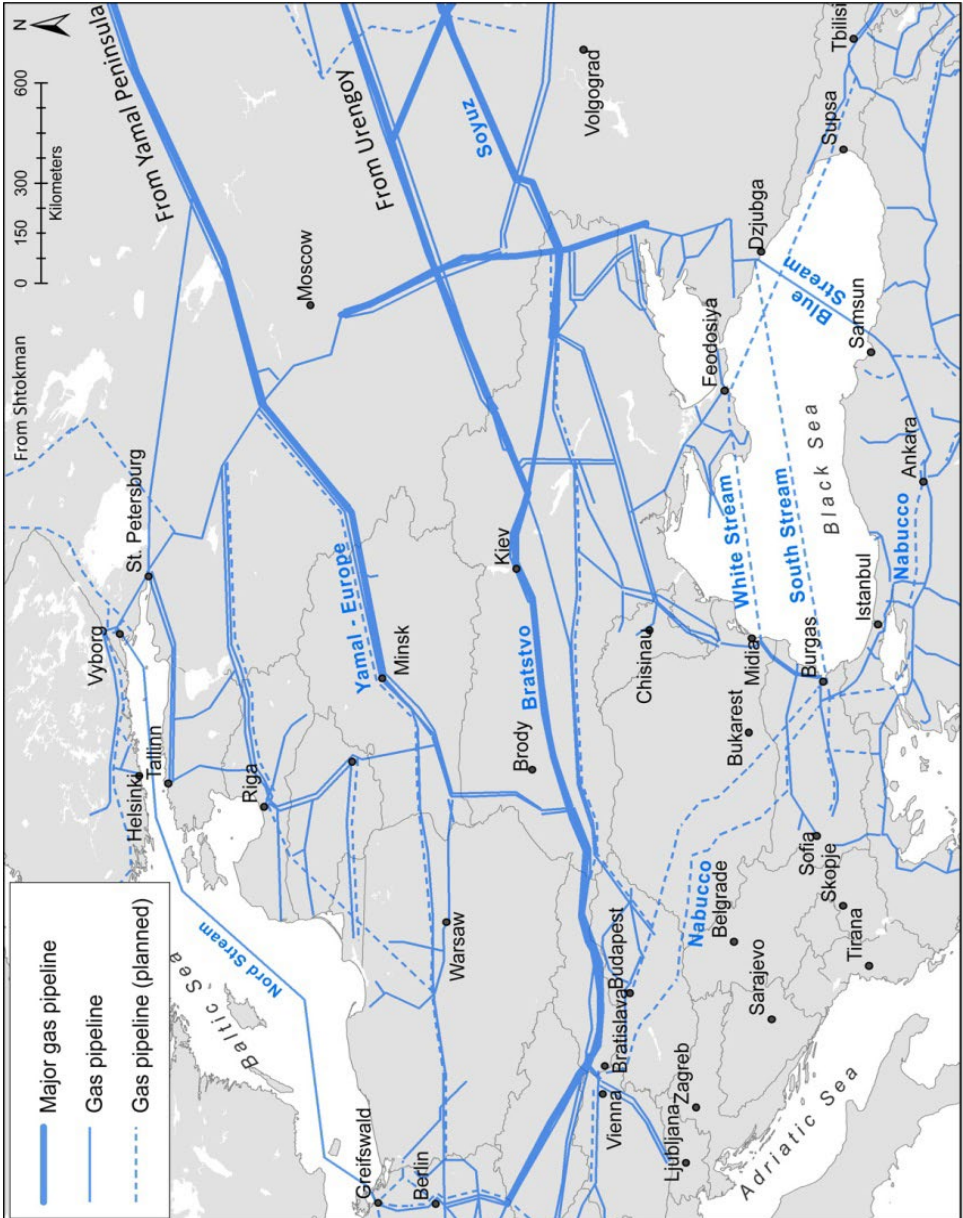 Major gas pipeline
Gas pipeline
Gas pipeline (planned)
From Shtokman
0 150 300 600
Kilometers
N
From Yamal Peninsula
Vyborg
St. Petersburg
Helsinki
Tallinn
Baltic Sea
Nord Stream
Riga
Moscow
From Urengoy
Greifswald
Berlin
Yamal - Europe
Minsk
Warsaw
Soyuz
Kiev
Bratstvo
Brody
Volgograd
Vienna
Bratislava
Budapest
Chisinau
Ljubljana
Zagreb
Nabucco
Belgrade
Feodosiya
Dzjubga
White Stream
Midia
Bukarest
Sarajevo
South Stream
Burgas
Blue
Stream
Black Sea
Supsa
Tbilisi
Sofia
Skopje
Tirana
Samsun
Istanbul
Nabucco
Ankara
Adriatic Sea